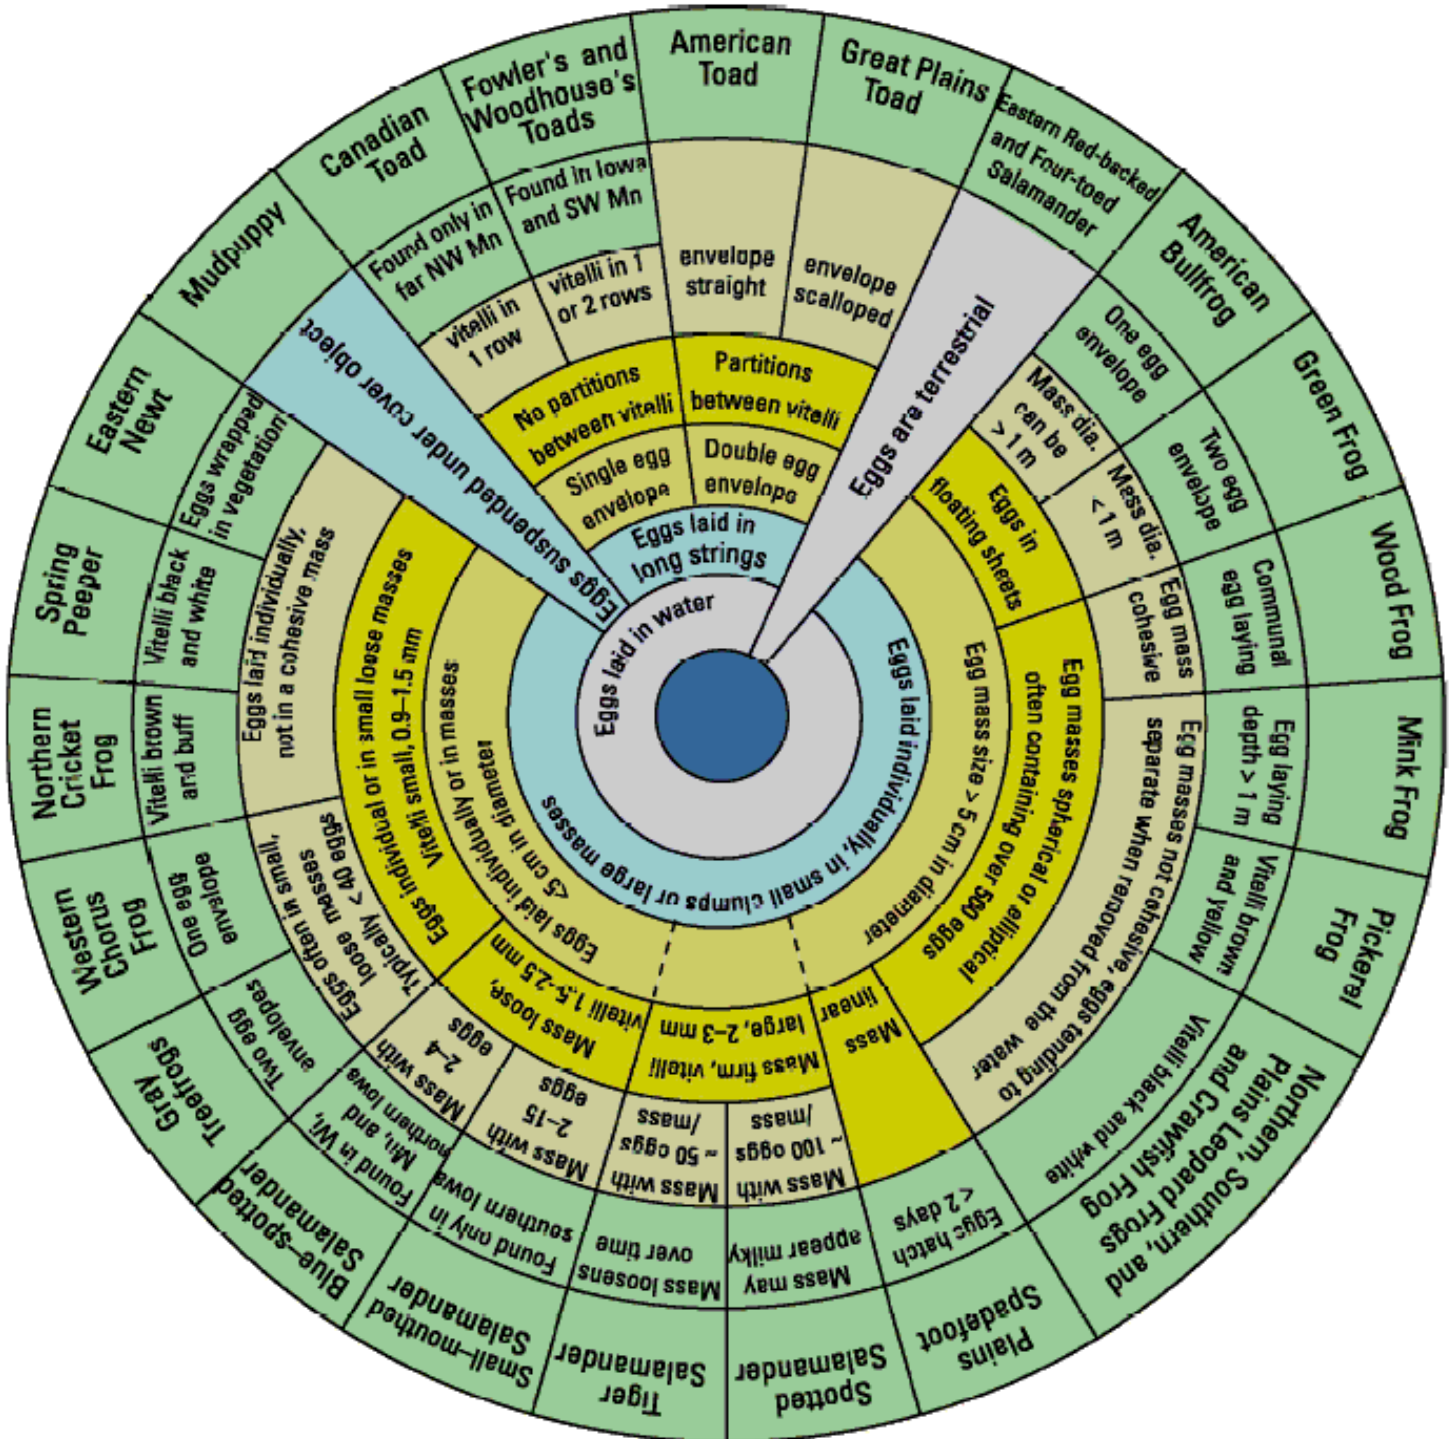 Eggs laid in water
Eggs are terrestrial
Eggs laid in
long strings
Eggs suspended under cover object
Eggs laid individually, in small clumps or large masses
Single egg
envelope
Double egg
envelope
No partitions
between vitelli
Partitions
between vitelli
vitelli in
1 row
vitelli in 1
or 2 rows
envelope
straight
envelope
scalloped
Found only in
far NW Mn
Found in Iowa
and SW Mn
Canadian
Toad
Fowler's and
Woodhouse's
Toads
American
Toad
Great Plains
Toad
Eastern Red-backed
and Four-toed
Salamander
Egg mass size > 5 cm in diameter
Eggs in
floating sheets
Mass dia.
can be
> 1 m
Mass dia.
< 1 m
One egg
envelope
Two egg
envelope
American
Bullfrog
Green Frog
Egg masses spherical or elliptical
often containing over 500 eggs
Egg mass
cohesive
Communal
egg laying
Wood Frog
Egg masses not cohesive, eggs tending to
separate when removed from the water
Egg laying
depth > 1 m
Mink Frog
Vitelli brown
and yellow
Pickerel
Frog
Vitelli black and white
Northern, Southern, and
Plains Leopard Frogs
and Crawfish Frog
Mass
linear
Eggs hatch
< 2 days
Plains
Spadefoot
Mass firm, vitelli
large, 2–3 mm
Mass with
~ 100 eggs
/mass
Mass may
appear milky
Spotted
Salamander
Mass with
~ 50 eggs
/mass
Mass loosens
over time
Tiger
Salamander
Eggs laid individually or in masses
<5 cm in diameter
Mass loose,
vitelli 1.5-2.5 mm
Mass with
2–15
eggs
Found only in
southern Iowa
Small–mouthed
Salamander
Mass with
2–4
eggs
Found in WI,
Mn, and
northern Iowa
Blue–spotted
Salamander
Eggs individual or in small loose masses
Vitelli small, 0.9–1.5 mm
Eggs often in small,
loose masses
Typically < 40 eggs
Two egg
envelopes
Gray
Treefrogs
One egg
envelope
Western
Chorus
Frog
Eggs laid individually,
not in a cohesive mass
Vitelli brown
and buff
Northern
Cricket
Frog
Vitelli black
and white
Spring
Peeper
Eggs wrapped
in vegetation
Eastern
Newt
Mudpuppy